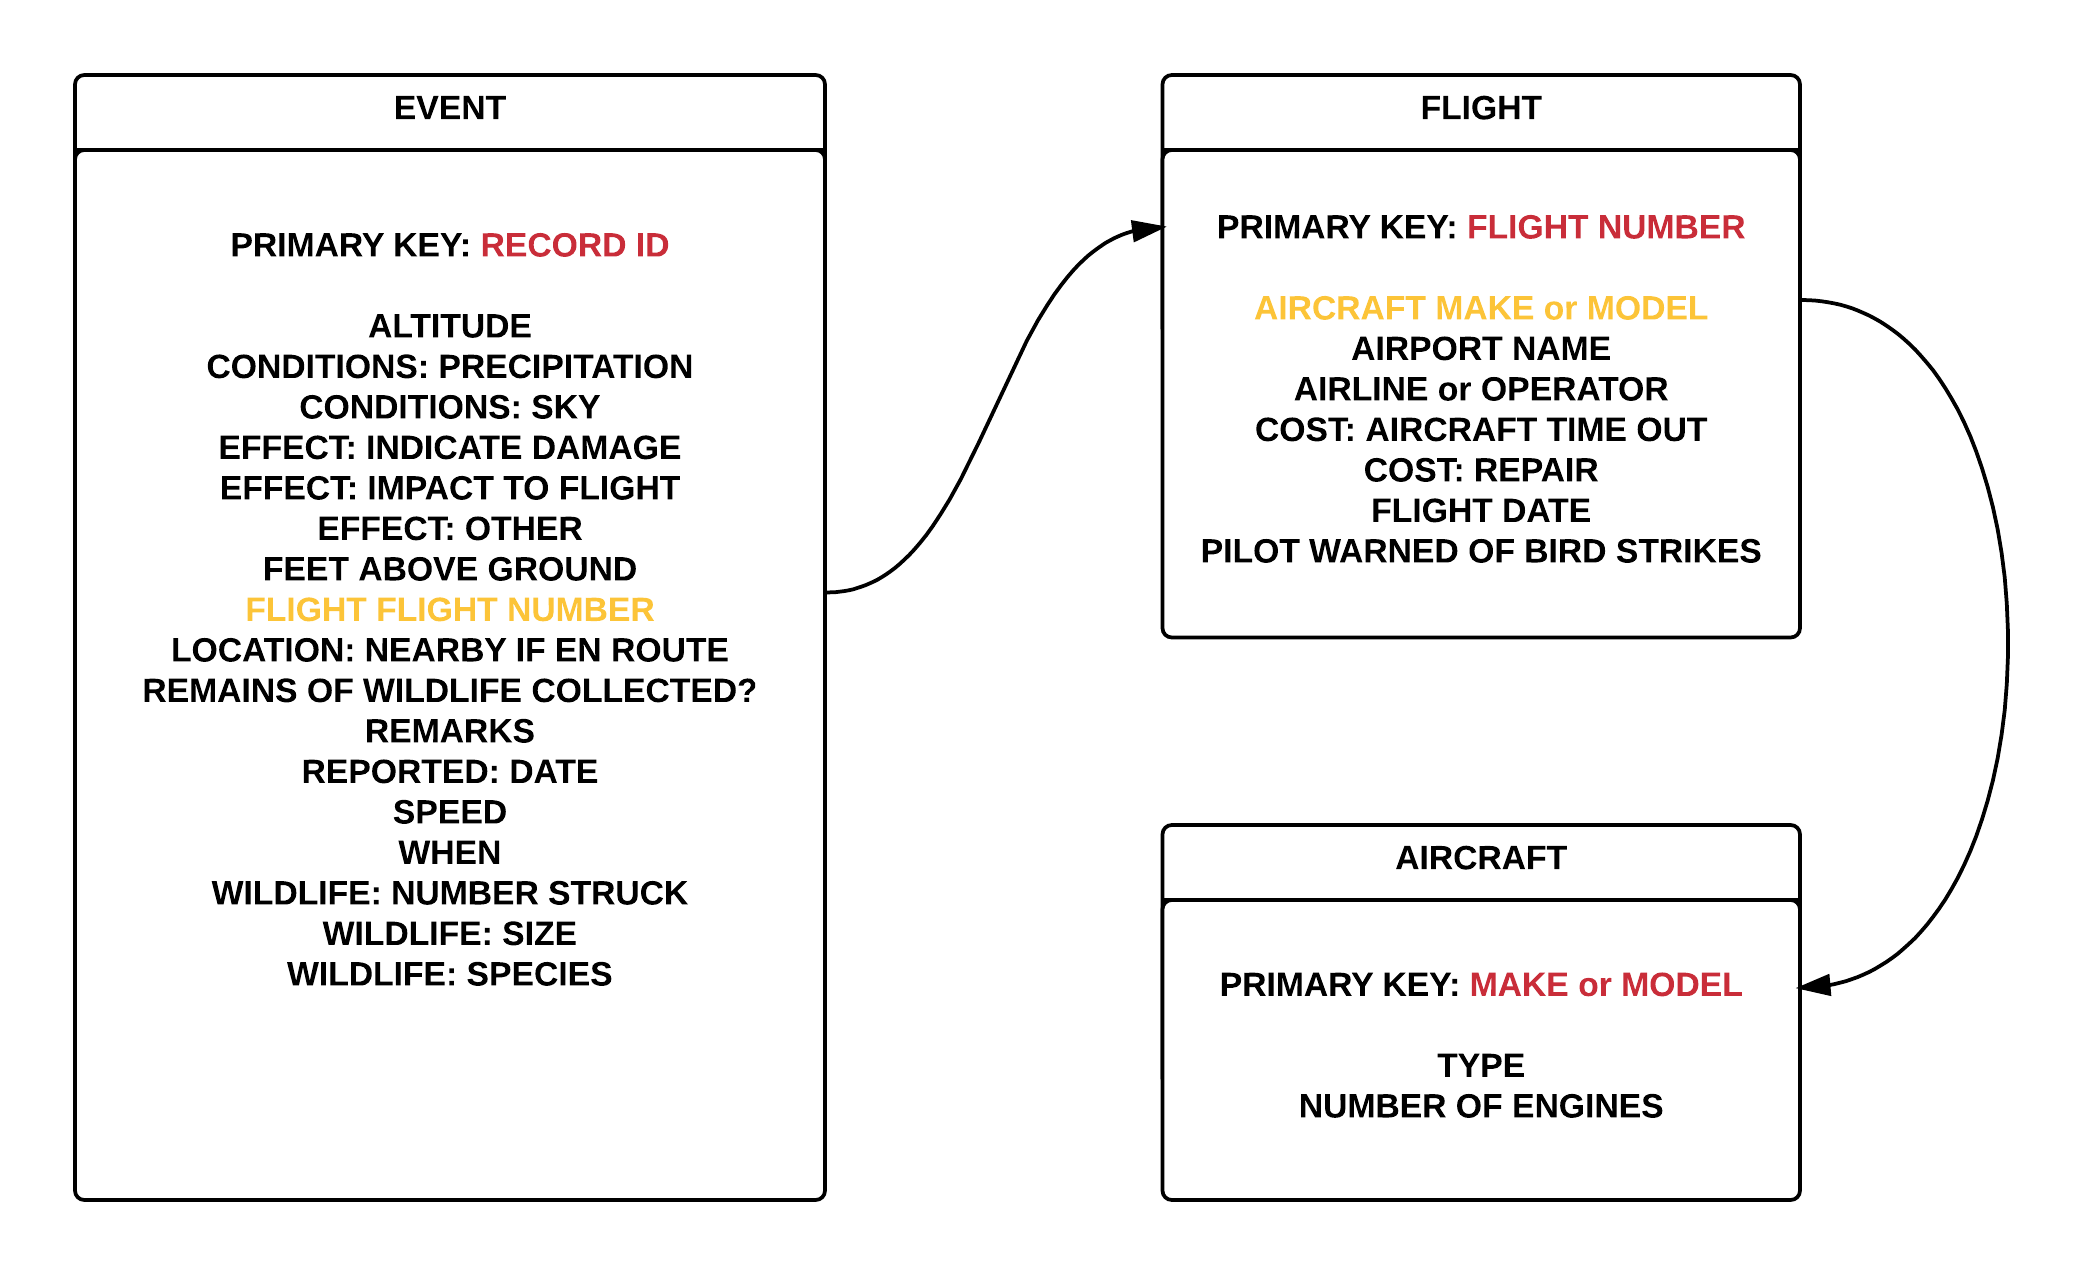 EVENT
PRIMARY KEY: RECORD ID
ALTITUDE
CONDITIONS: PRECIPITATION
CONDITIONS: SKY
EFFECT: INDICATE DAMAGE
EFFECT: IMPACT TO FLIGHT
EFFECT: OTHER
FEET ABOVE GROUND
FLIGHT FLIGHT NUMBER
LOCATION: NEARBY IF EN ROUTE
REMAINS OF WILDLIFE COLLECTED?
REMARKS
REPORTED: DATE
SPEED
WHEN
WILDLIFE: NUMBER STRUCK
WILDLIFE: SIZE
WILDLIFE: SPECIES
FLIGHT
PRIMARY KEY: FLIGHT NUMBER
AIRCRAFT MAKE or MODEL
AIRPORT NAME
AIRLINE or OPERATOR
COST: AIRCRAFT TIME OUT
COST: REPAIR
FLIGHT DATE
PILOT WARNED OF BIRD STRIKES
AIRCRAFT
PRIMARY KEY: MAKE or MODEL
TYPE
NUMBER OF ENGINES